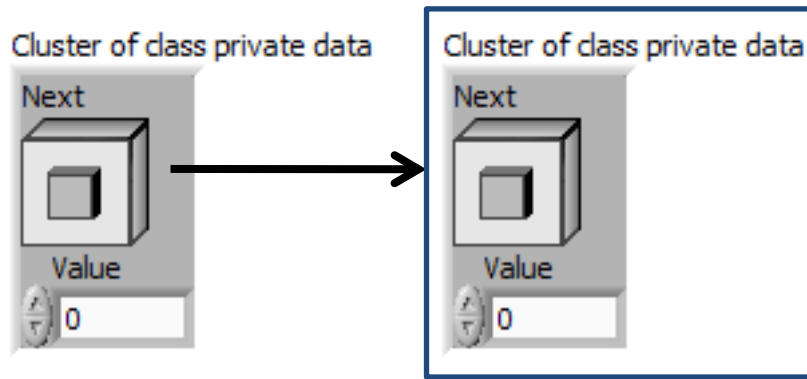 Cluster of class private data
Next
Value
0
Cluster of class private data
Next
Value
0